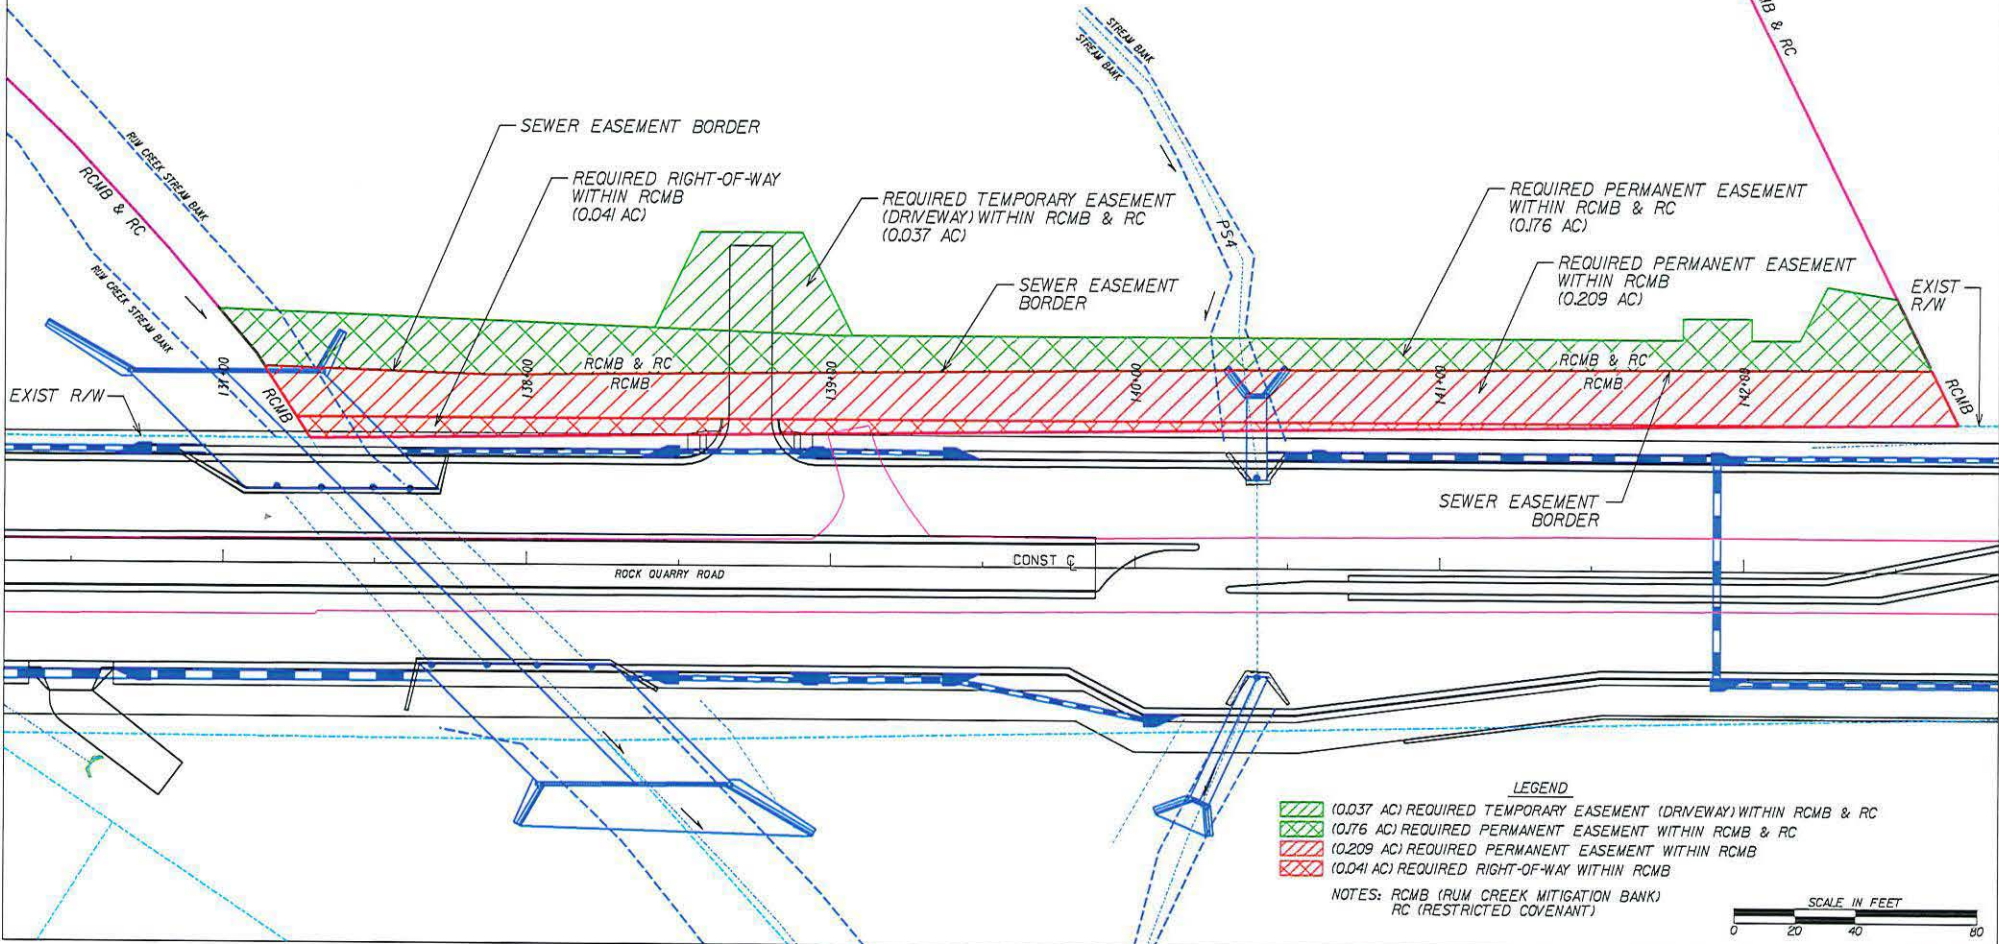 RUM CREEK STREAM BANK
RCMB & RC
RUM CREEK STREAM BANK
SEWER EASEMENT BORDER
REQUIRED RIGHT-OF-WAY
WITHIN RCMB
(0.041 AC)
REQUIRED TEMPORARY EASEMENT
(DRIVEWAY) WITHIN RCMB & RC
(0.037 AC)
SEWER EASEMENT
BORDER
STREAM BANK
STREAM BANK
PS4
REQUIRED PERMANENT EASEMENT
WITHIN RCMB & RC
(0.176 AC)
REQUIRED PERMANENT EASEMENT
WITHIN RCMB
(0.209 AC)
MB & RC
EXIST
R/W
EXIST R/W
RCMB
RCMB & RC
RCMB
RCMB & RC
RCMB
RCMB
138+00
139+00
140+00
141+00
SEWER EASEMENT
BORDER
CONST ℄
ROCK QUARRY ROAD
LEGEND
(0.037 AC) REQUIRED TEMPORARY EASEMENT (DRIVEWAY) WITHIN RCMB & RC
(0.176 AC) REQUIRED PERMANENT EASEMENT WITHIN RCMB & RC
(0.209 AC) REQUIRED PERMANENT EASEMENT WITHIN RCMB
(0.041 AC) REQUIRED RIGHT-OF-WAY WITHIN RCMB
NOTES: RCMB (RUM CREEK MITIGATION BANK)
RC (RESTRICTED COVENANT)
SCALE IN FEET
0 20 40 80